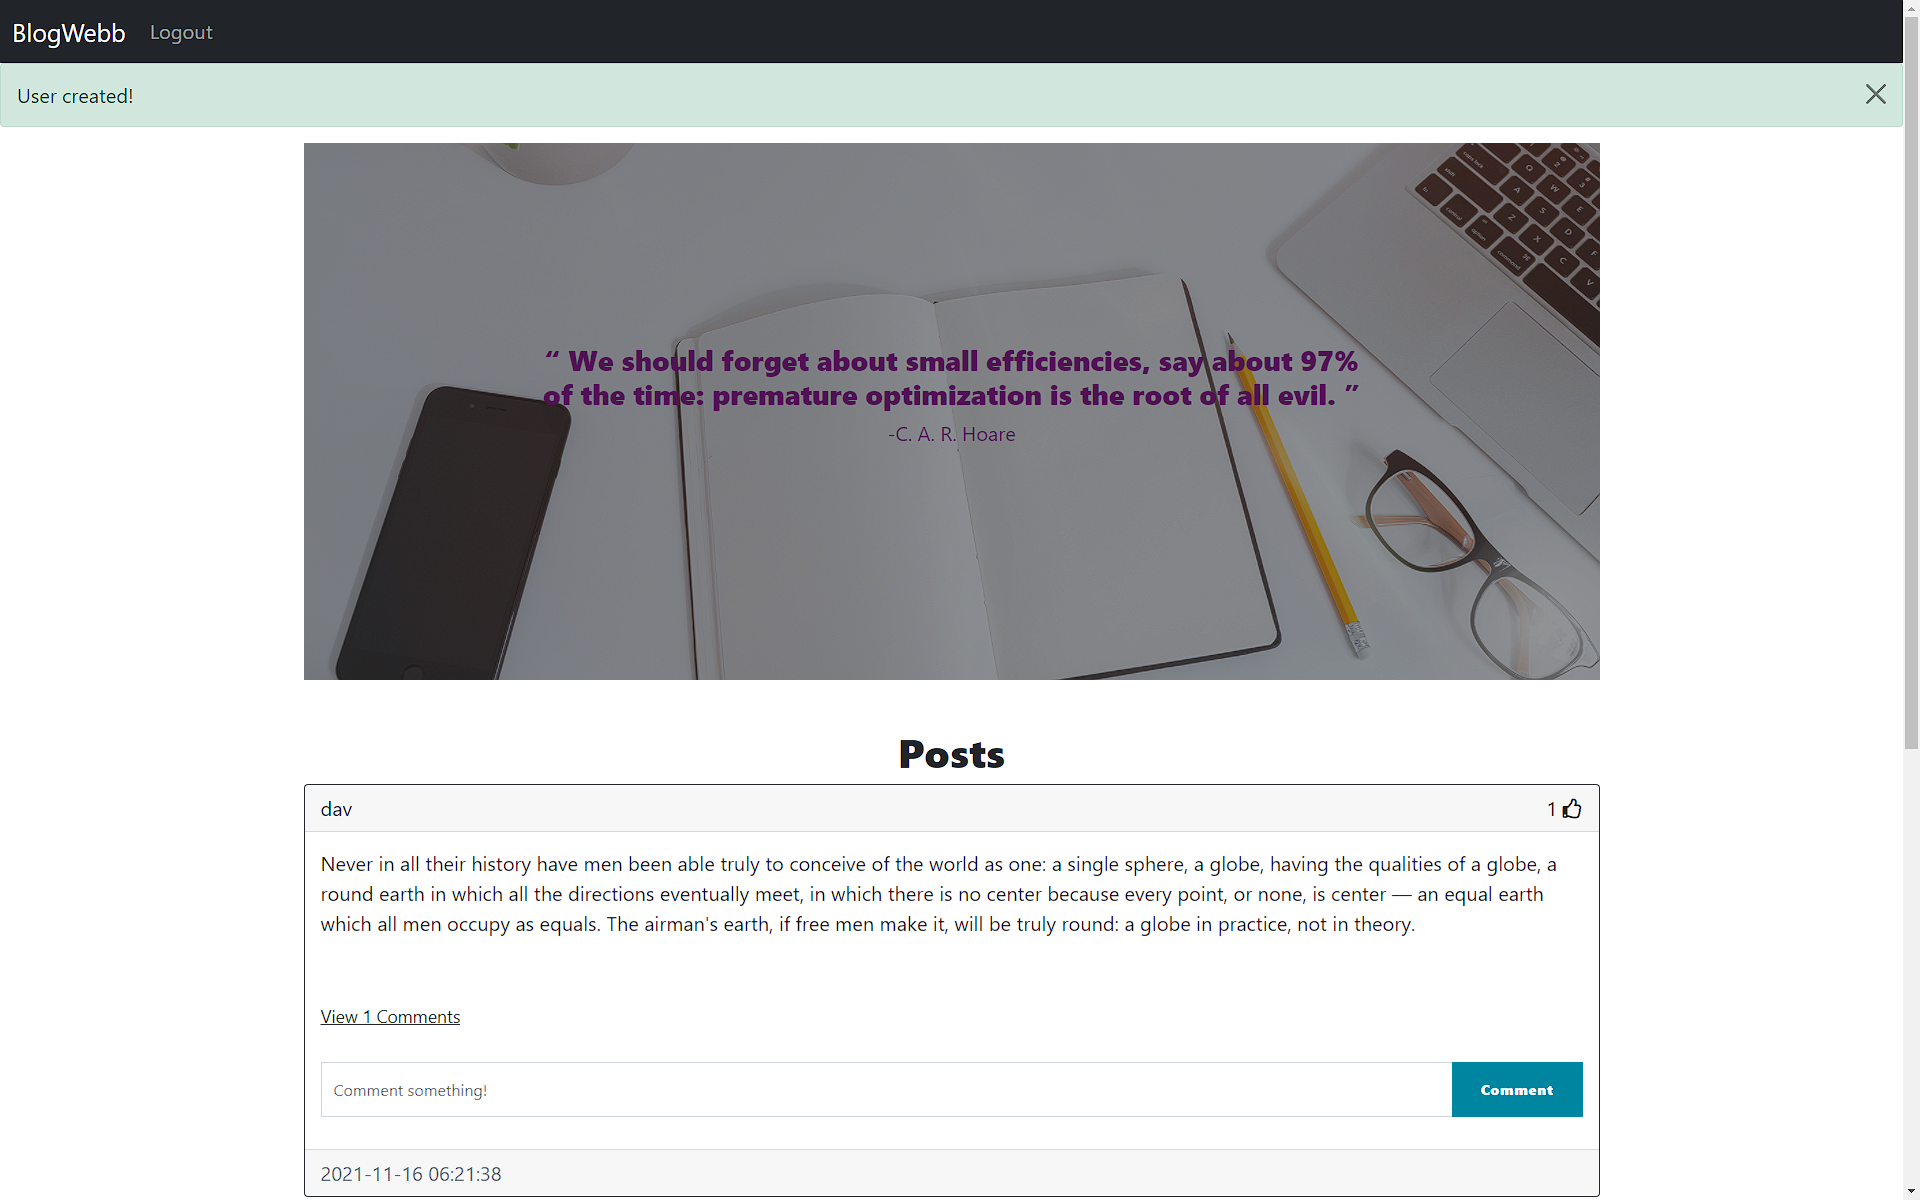 BlogWebb Logout
User created!
“ We should forget about small efficiencies, say about 97%
of the time: premature optimization is the root of all evil. ”
-C. A. R. Hoare
Posts
dav 1
Never in all their history have men been able truly to conceive of the world as one: a single sphere, a globe, having the qualities of a globe, a
round earth in which all the directions eventually meet, in which there is no center because every point, or none, is center — an equal earth
which all men occupy as equals. The airman's earth, if free men make it, will be truly round: a globe in practice, not in theory.
View 1 Comments
Comment something! Comment
2021-11-16 06:21:38